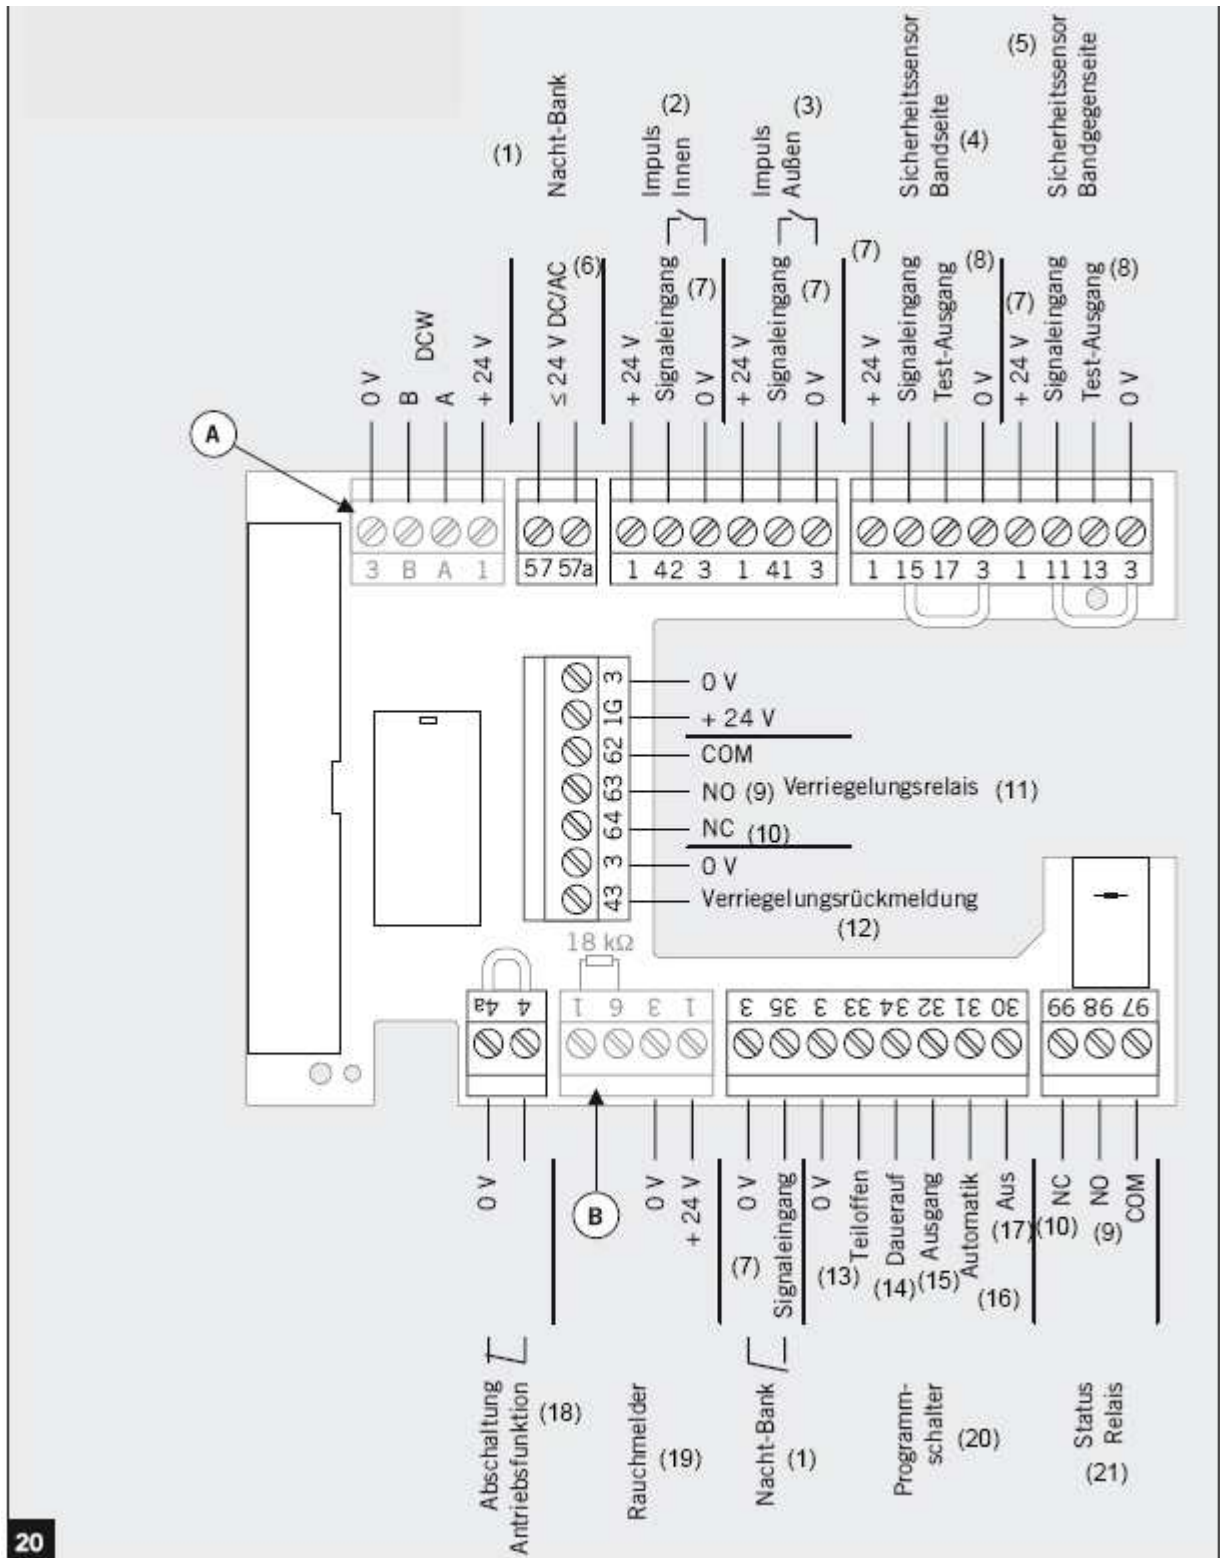 (1)
Nacht-Bank
(2)
Impuls
Innen
(3)
Impuls
Außen
Sicherheitssensor
Bandseite
(4)
(5)
Sicherheitssensor
Bandgegenseite
0 V
B
DCW
A
+ 24 V
≤ 24 V DC/AC
(6)
+ 24 V
Signaleingang
(7)
0 V
+ 24 V
Signaleingang
(7)
0 V
(7)
+ 24 V
Signaleingang
Test-Ausgang
(8)
0 V
(7)
+ 24 V
Signaleingang
Test-Ausgang
(8)
0 V
A
3 B A 1
57 57a
1 42 3 1 41 3
1 15 17 3 1 11 13 3
3
0 V
1G
+ 24 V
62
COM
63
NO (9) Verriegelungsrelais (11)
64
NC (10)
3
0 V
43
Verriegelungsrückmeldung
(12)
18 kΩ
4a 4
1 6 3 1
3 35 3 33 34 32 31 30
99 98 97
0 V
B
0 V
+ 24 V
0 V
(7)
Signaleingang
0 V
(13)
Teiloffen
Dauerauf
(14)
Ausgang
(15)
Automatik
(16)
Aus
(17)
NC
(10)
NO
(9)
COM
Abschaltung
Antriebsfunktion
(18)
Rauchmelder
(19)
Nacht-Bank
(1)
Programm-
schalter
(20)
Status
Relais
(21)
20